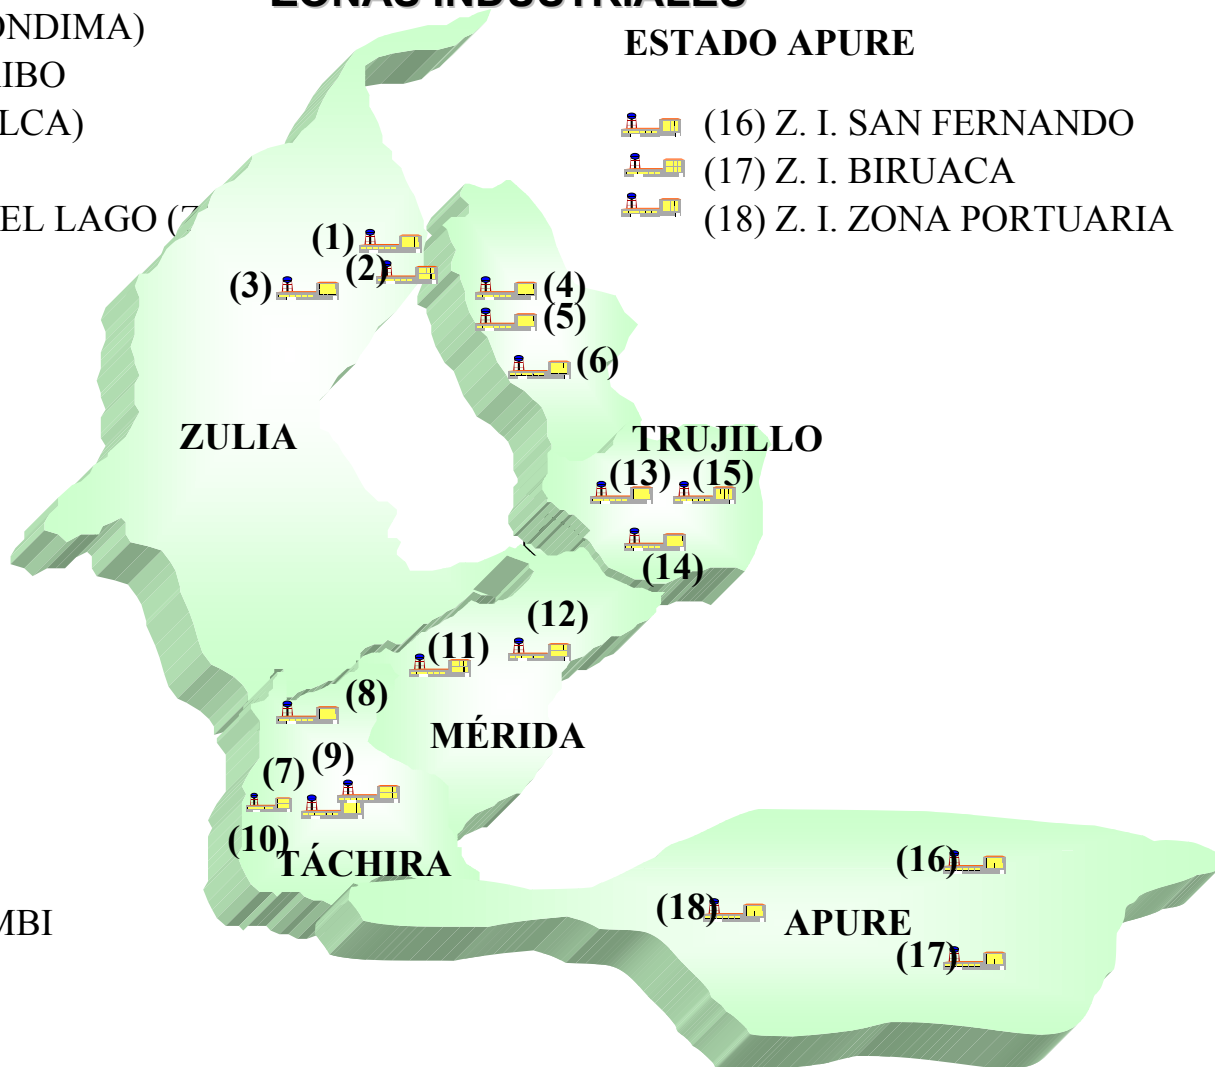 ZONAS INDUSTRIALES
ONDIMA)
IBO
LCA)
EL LAGO (Z
ESTADO APURE
(16) Z. I. SAN FERNANDO
(17) Z. I. BIRUACA
(18) Z. I. ZONA PORTUARIA
(1)
(2)
(3)
(4)
(5)
(6)
ZULIA
TRUJILLO
(13)
(15)
(14)
(12)
(11)
(8)
MÉRIDA
(9)
(7)
(10)
TÁCHIRA
(16)
(18)
APURE
(17)
MBI